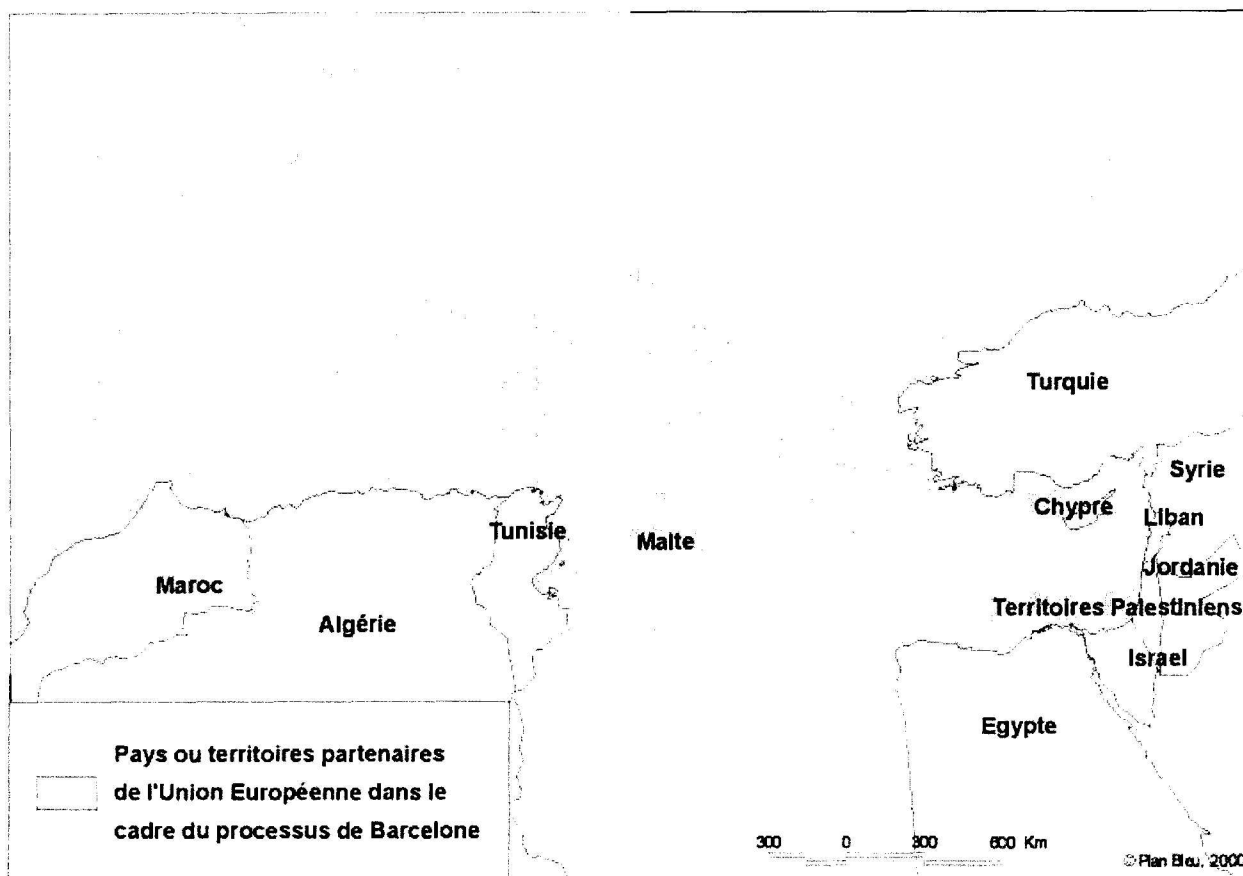 Turquie
Syrie
Chypre
Liban
Tunisie
Malte
Jordanie
Maroc
Territoires Palestiniens
Algérie
Israel
Egypte
Pays ou territoires partenaires
de l'Union Européenne dans le
cadre du processus de Barcelone
300 0 300 600 Km
© Plan Bleu, 2000